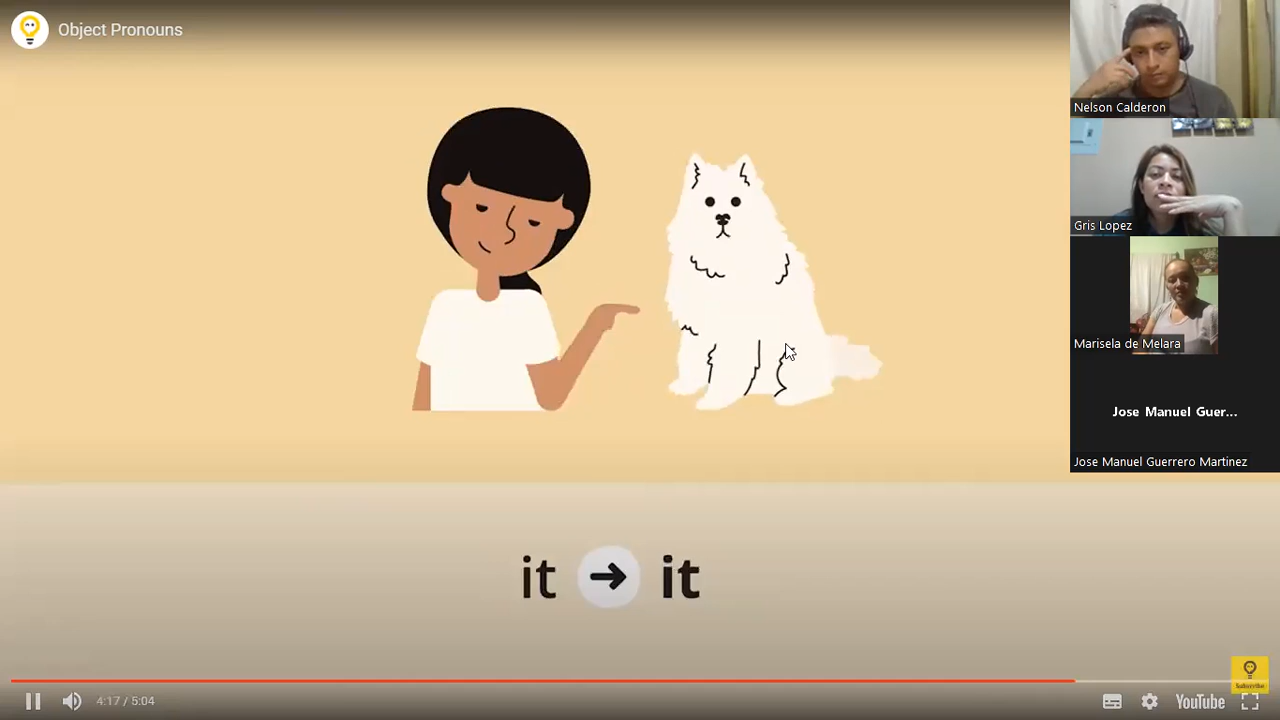 Object Pronouns
Nelson Calderon
Gris Lopez
Marisela de Melara
Jose Manuel Guer...
Jose Manuel Guerrero Martinez
it → it
Subscribe
4:17 / 5:04
YouTube